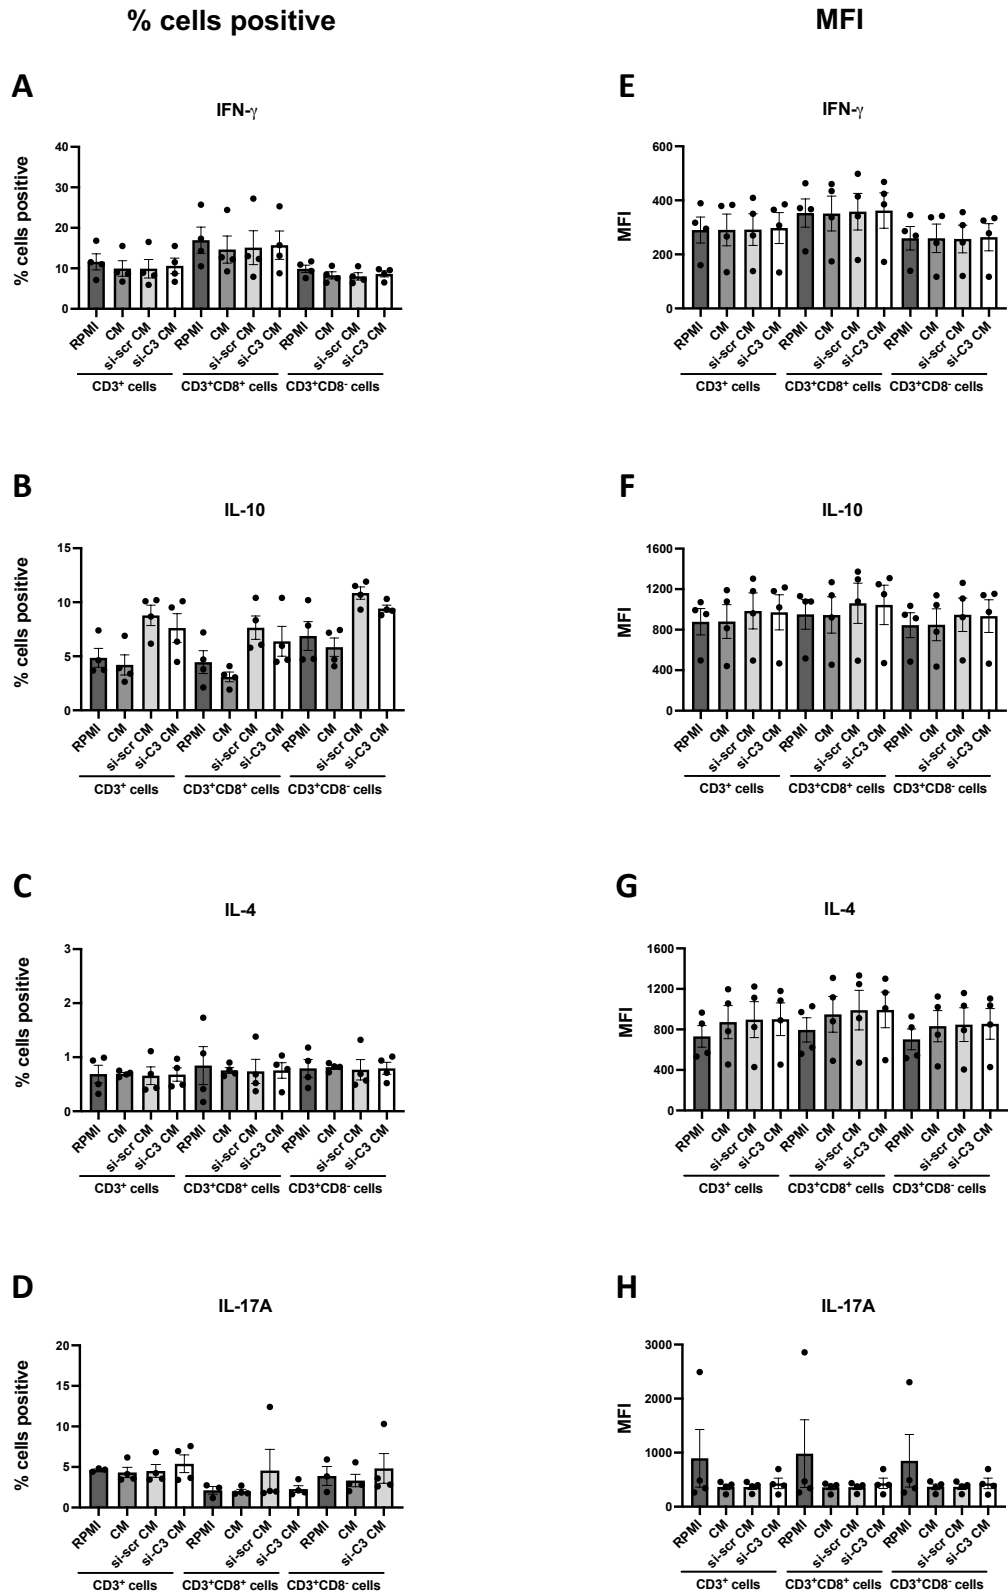 % cells positive
MFI
A
IFN-γ
% cells positive
40
30
20
10
0
RPMI
CM
si-scr CM
si-C3 CM
RPMI
CM
si-scr CM
si-C3 CM
RPMI
CM
si-scr CM
si-C3 CM
CD3⁺ cells
CD3⁺CD8⁺ cells
CD3⁺CD8⁻ cells
E
IFN-γ
MFI
600
400
200
0
RPMI
CM
si-scr CM
si-C3 CM
RPMI
CM
si-scr CM
si-C3 CM
RPMI
CM
si-scr CM
si-C3 CM
CD3⁺ cells
CD3⁺CD8⁺ cells
CD3⁺CD8⁻ cells
B
IL-10
% cells positive
15
10
5
0
RPMI
CM
si-scr CM
si-C3 CM
RPMI
CM
si-scr CM
si-C3 CM
RPMI
CM
si-scr CM
si-C3 CM
CD3⁺ cells
CD3⁺CD8⁺ cells
CD3⁺CD8⁻ cells
F
IL-10
MFI
1600
1200
800
400
0
RPMI
CM
si-scr CM
si-C3 CM
RPMI
CM
si-scr CM
si-C3 CM
RPMI
CM
si-scr CM
si-C3 CM
CD3⁺ cells
CD3⁺CD8⁺ cells
CD3⁺CD8⁻ cells
C
IL-4
% cells positive
3
2
1
0
RPMI
CM
si-scr CM
si-C3 CM
RPMI
CM
si-scr CM
si-C3 CM
RPMI
CM
si-scr CM
si-C3 CM
CD3⁺ cells
CD3⁺CD8⁺ cells
CD3⁺CD8⁻ cells
G
IL-4
MFI
1600
1200
800
400
0
RPMI
CM
si-scr CM
si-C3 CM
RPMI
CM
si-scr CM
si-C3 CM
RPMI
CM
si-scr CM
si-C3 CM
CD3⁺ cells
CD3⁺CD8⁺ cells
CD3⁺CD8⁻ cells
D
IL-17A
% cells positive
20
15
10
5
0
RPMI
CM
si-scr CM
si-C3 CM
RPMI
CM
si-scr CM
si-C3 CM
RPMI
CM
si-C3 CM
CD3⁺ cells
CD3⁺CD8⁺ cells
CD3⁺CD8⁻ cells
H
IL-17A
MFI
3000
2000
1000
0
RPMI
CM
si-scr CM
si-C3 CM
RPMI
CM
si-scr CM
si-C3 CM
RPMI
CM
si-scr CM
si-C3 CM
CD3⁺ cells
CD3⁺CD8⁺ cells
CD3⁺CD8⁻ cells